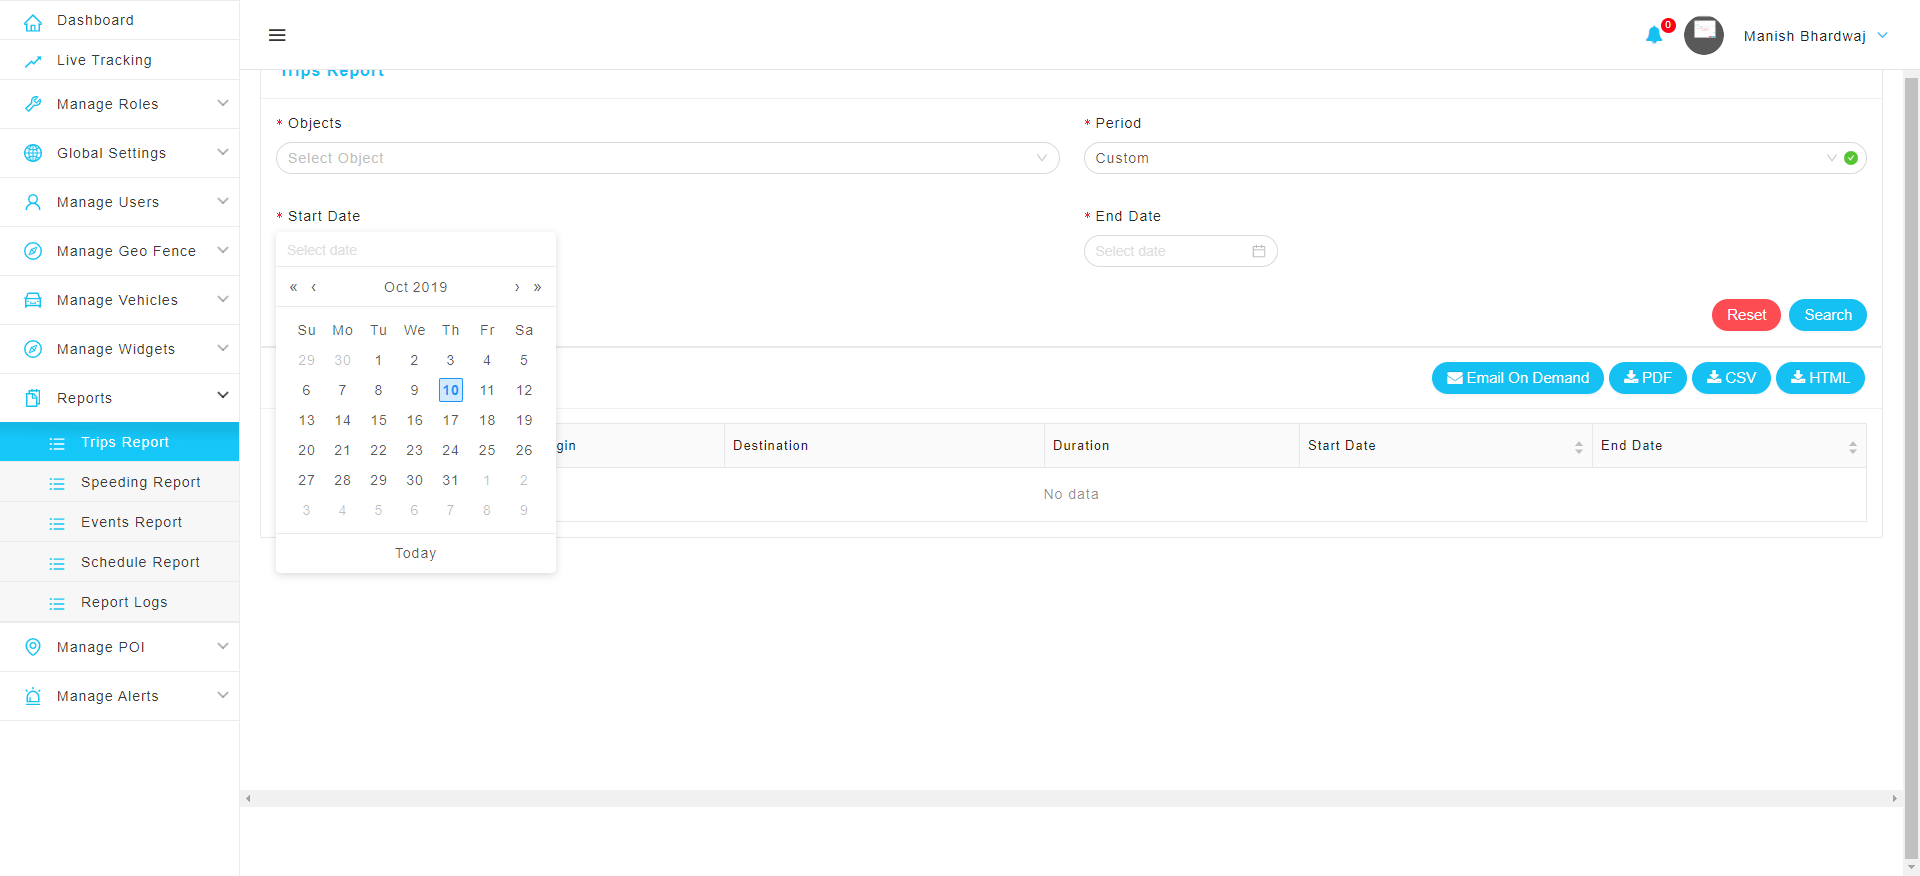 Dashboard
Live Tracking
Manage Roles
Global Settings
Manage Users
Manage Geo Fence
Manage Vehicles
Manage Widgets
Reports
Trips Report
Speeding Report
Events Report
Schedule Report
Report Logs
Manage POI
Manage Alerts
0
Manish Bhardwaj
Trips Report
* Objects
Select Object
* Period
Custom
* Start Date
Select date
* End Date
Select date
« ‹ Oct 2019 › »
Su Mo Tu We Th Fr Sa
29 30 1 2 3 4 5
6 7 8 9 10 11 12
13 14 15 16 17 18 19
20 21 22 23 24 25 26
27 28 29 30 31 1 2
3 4 5 6 7 8 9
Today
Reset Search
Email On Demand PDF CSV HTML
gin Destination Duration Start Date End Date
No data